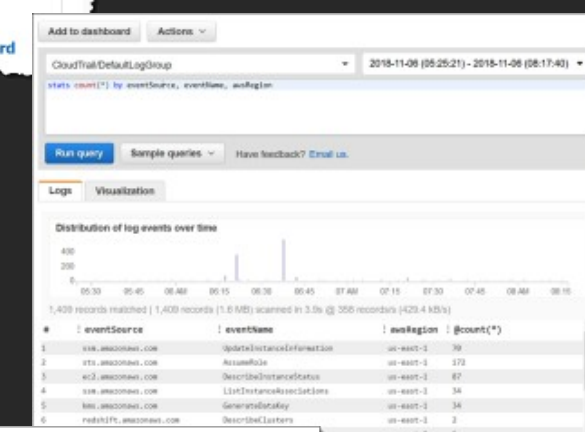 rd
Add to dashboard Actions
CloudTrail/DefaultLogGroup 2018-11-06 (05:25:21) - 2018-11-06 (08:17:40)
stats count(*) by eventSource, eventName, awsRegion
Run query Sample queries Have feedback? Email us.
Logs Visualization
Distribution of log events over time
400
200
0
05:30 05:45 06 AM 06:15 06:30 06:45 07 AM 07:15 07:30 07:45 08 AM 08:15
1,409 records matched | 1,409 records (1.6 MB) scanned in 3.9s @ 358 records/s (429.4 kB/s)
# : eventSource : eventName : awsRegion : @count(*)
1 ssm.amazonaws.com UpdateInstanceInformation us-east-1 70
2 sts.amazonaws.com AssumeRole us-east-1 172
3 ec2.amazonaws.com DescribeInstanceStatus us-east-1 87
4 ssm.amazonaws.com ListInstanceAssociations us-east-1 34
5 kms.amazonaws.com GenerateDataKey us-east-1 34
6 redshift.amazonaws.com DescribeClusters us-east-1 2